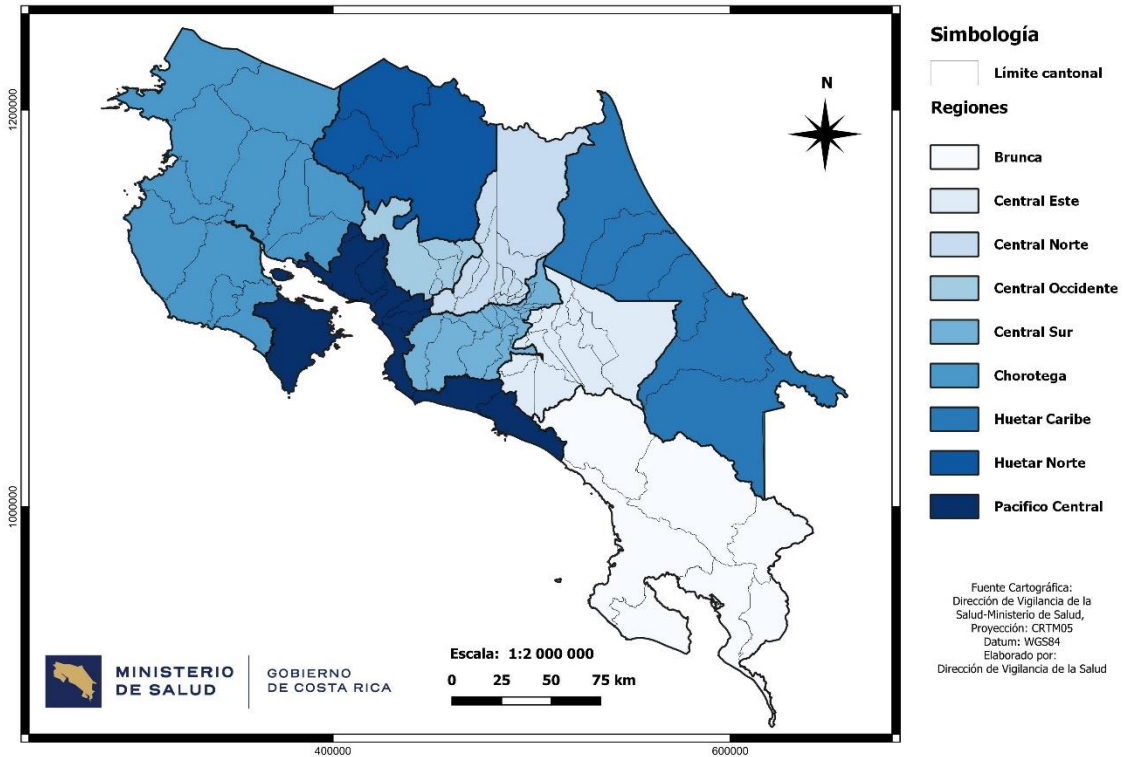 1200000
1000000
400000
600000
N
MINISTERIO
DE SALUD
GOBIERNO
DE COSTA RICA
Escala: 1:2 000 000
0 25 50 75 km
Simbología
Límite cantonal
Regiones
Brunca
Central Este
Central Norte
Central Occidente
Central Sur
Chorotega
Huetar Caribe
Huetar Norte
Pacifico Central
Fuente Cartográfica:
Dirección de Vigilancia de la
Salud-Ministerio de Salud,
Proyección: CRTM05
Datum: WGS84
Elaborado por:
Dirección de Vigilancia de la Salud